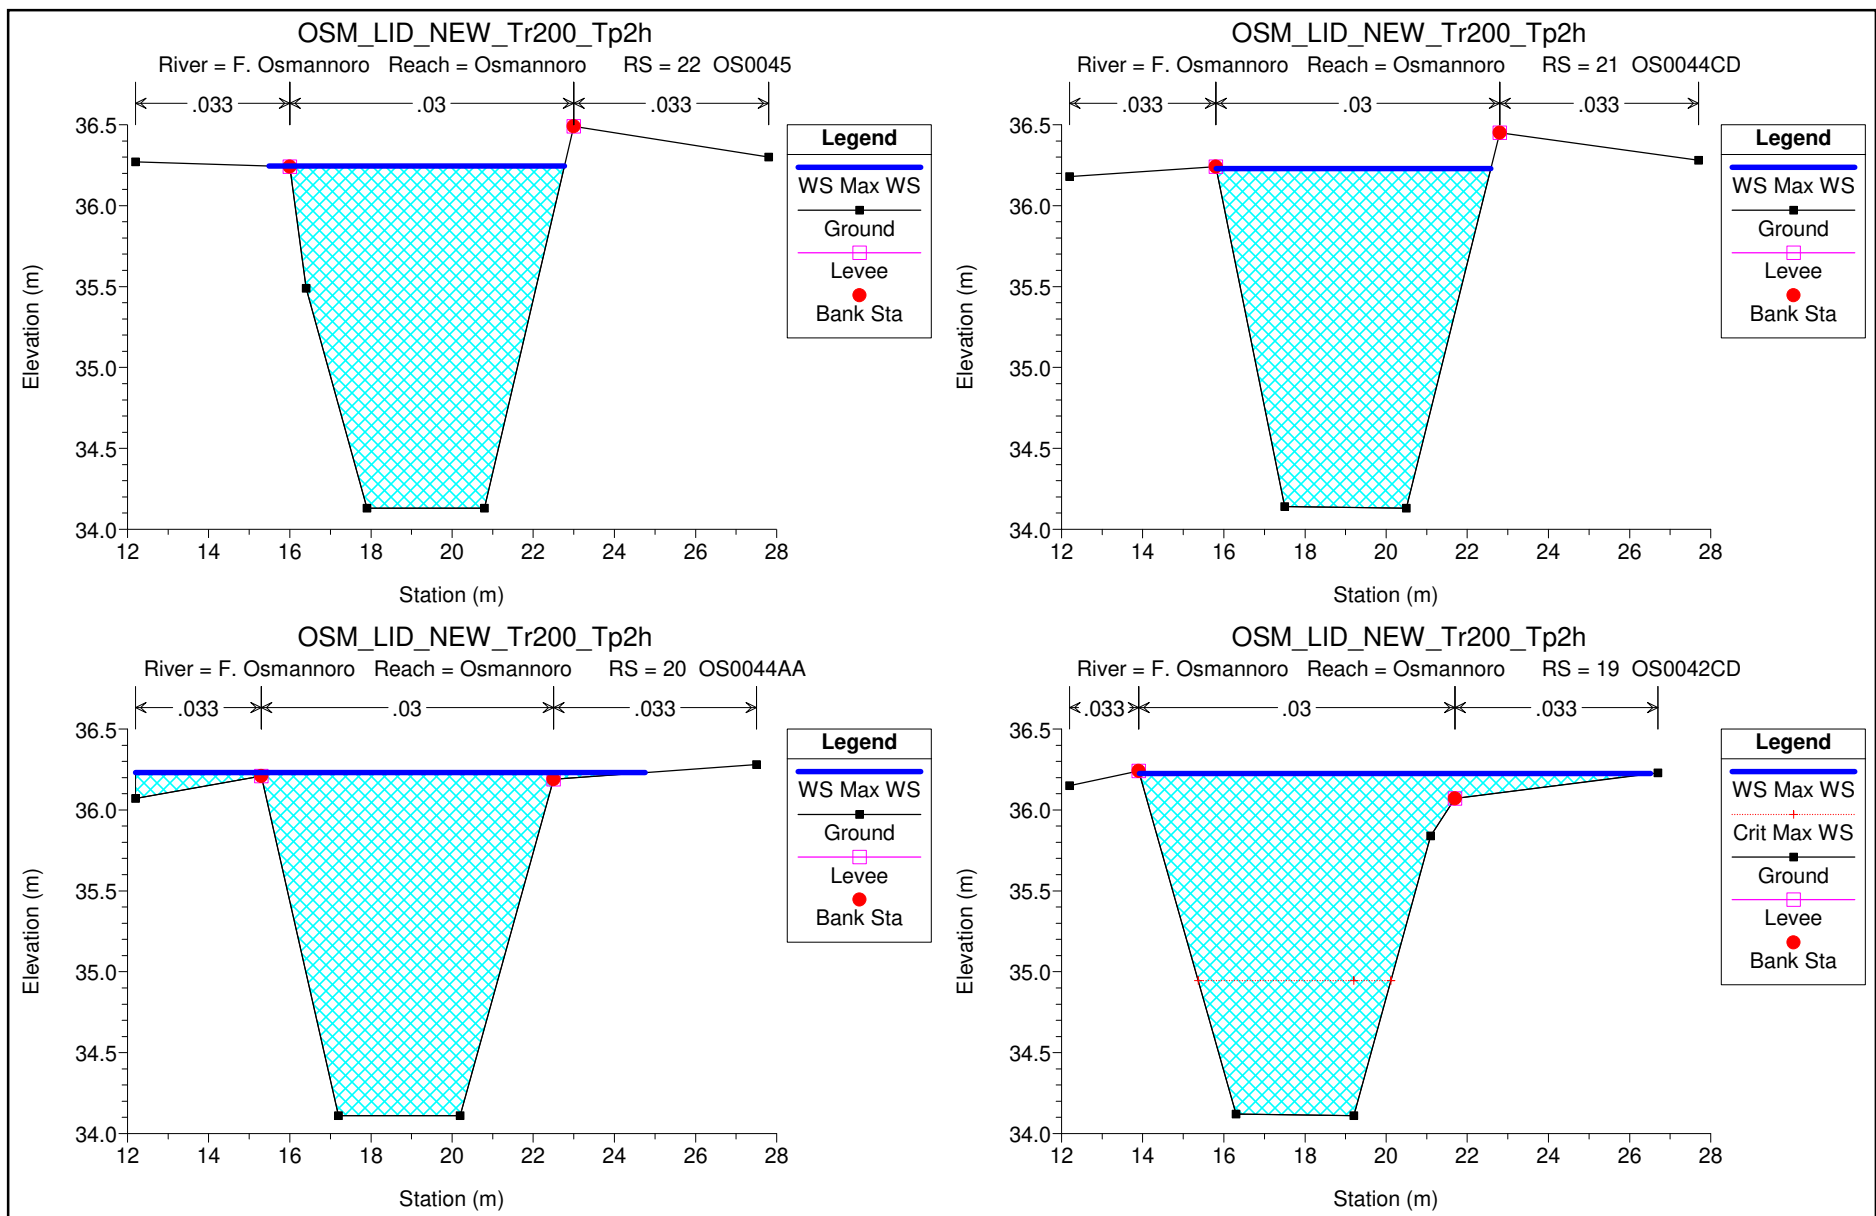 OSM_LID_NEW_Tr200_Tp2h
River = F. Osmannoro Reach = Osmannoro RS = 22 OS0045
.033 .03 .033
36.5
36.0
35.5
35.0
34.5
34.0
Elevation (m)
12 14 16 18 20 22 24 26 28
Station (m)
Legend
WS Max WS
Ground
Levee
Bank Sta
OSM_LID_NEW_Tr200_Tp2h
River = F. Osmannoro Reach = Osmannoro RS = 21 OS0044CD
.033 .03 .033
36.5
36.0
35.5
35.0
34.5
34.0
Elevation (m)
12 14 16 18 20 22 24 26 28
Station (m)
Legend
WS Max WS
Ground
Levee
Bank Sta
OSM_LID_NEW_Tr200_Tp2h
River = F. Osmannoro Reach = Osmannoro RS = 20 OS0044AA
.033 .03 .033
36.5
36.0
35.5
35.0
34.5
34.0
Elevation (m)
12 14 16 18 20 22 24 26 28
Station (m)
Legend
WS Max WS
Ground
Levee
Bank Sta
OSM_LID_NEW_Tr200_Tp2h
River = F. Osmannoro Reach = Osmannoro RS = 19 OS0042CD
.033 .03 .033
36.5
36.0
35.5
35.0
34.5
34.0
Elevation (m)
12 14 16 18 20 22 24 26 28
Station (m)
Legend
WS Max WS
Crit Max WS
Ground
Levee
Bank Sta